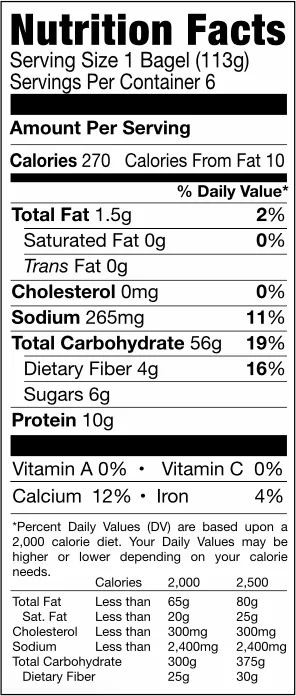 Nutrition Facts
Serving Size 1 Bagel (113g)
Servings Per Container 6
Amount Per Serving
Calories 270 Calories From Fat 10
% Daily Value*
Total Fat 1.5g 2%
Saturated Fat 0g 0%
Trans Fat 0g
Cholesterol 0mg 0%
Sodium 265mg 11%
Total Carbohydrate 56g 19%
Dietary Fiber 4g 16%
Sugars 6g
Protein 10g
Vitamin A 0% • Vitamin C 0%
Calcium 12% • Iron 4%
*Percent Daily Values (DV) are based upon a
2,000 calorie diet. Your Daily Values may be
higher or lower depending on your calorie
needs.
Calories 2,000 2,500
Total Fat Less than 65g 80g
Sat. Fat Less than 20g 25g
Cholesterol Less than 300mg 300mg
Sodium Less than 2,400mg 2,400mg
Total Carbohydrate 300g 375g
Dietary Fiber 25g 30g